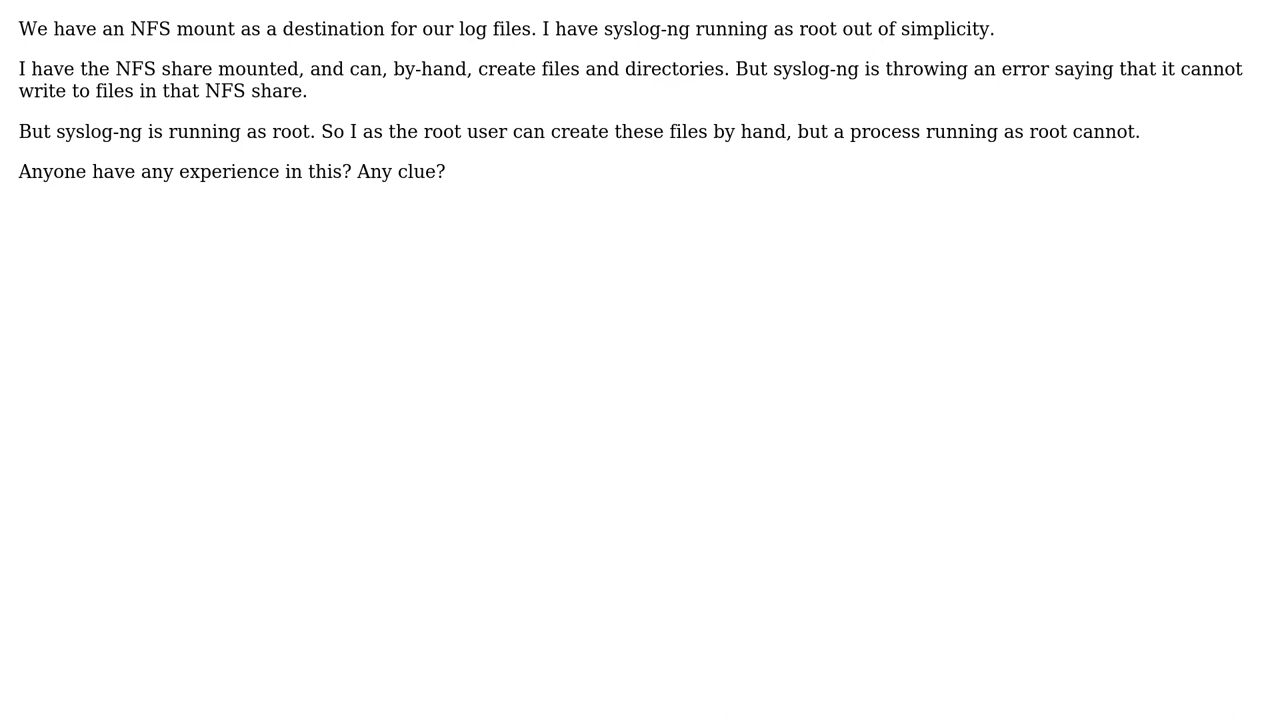 We have an NFS mount as a destination for our log files. I have syslog-ng running as root out of simplicity.
I have the NFS share mounted, and can, by-hand, create files and directories. But syslog-ng is throwing an error saying that it cannot
write to files in that NFS share.
But syslog-ng is running as root. So I as the root user can create these files by hand, but a process running as root cannot.
Anyone have any experience in this? Any clue?